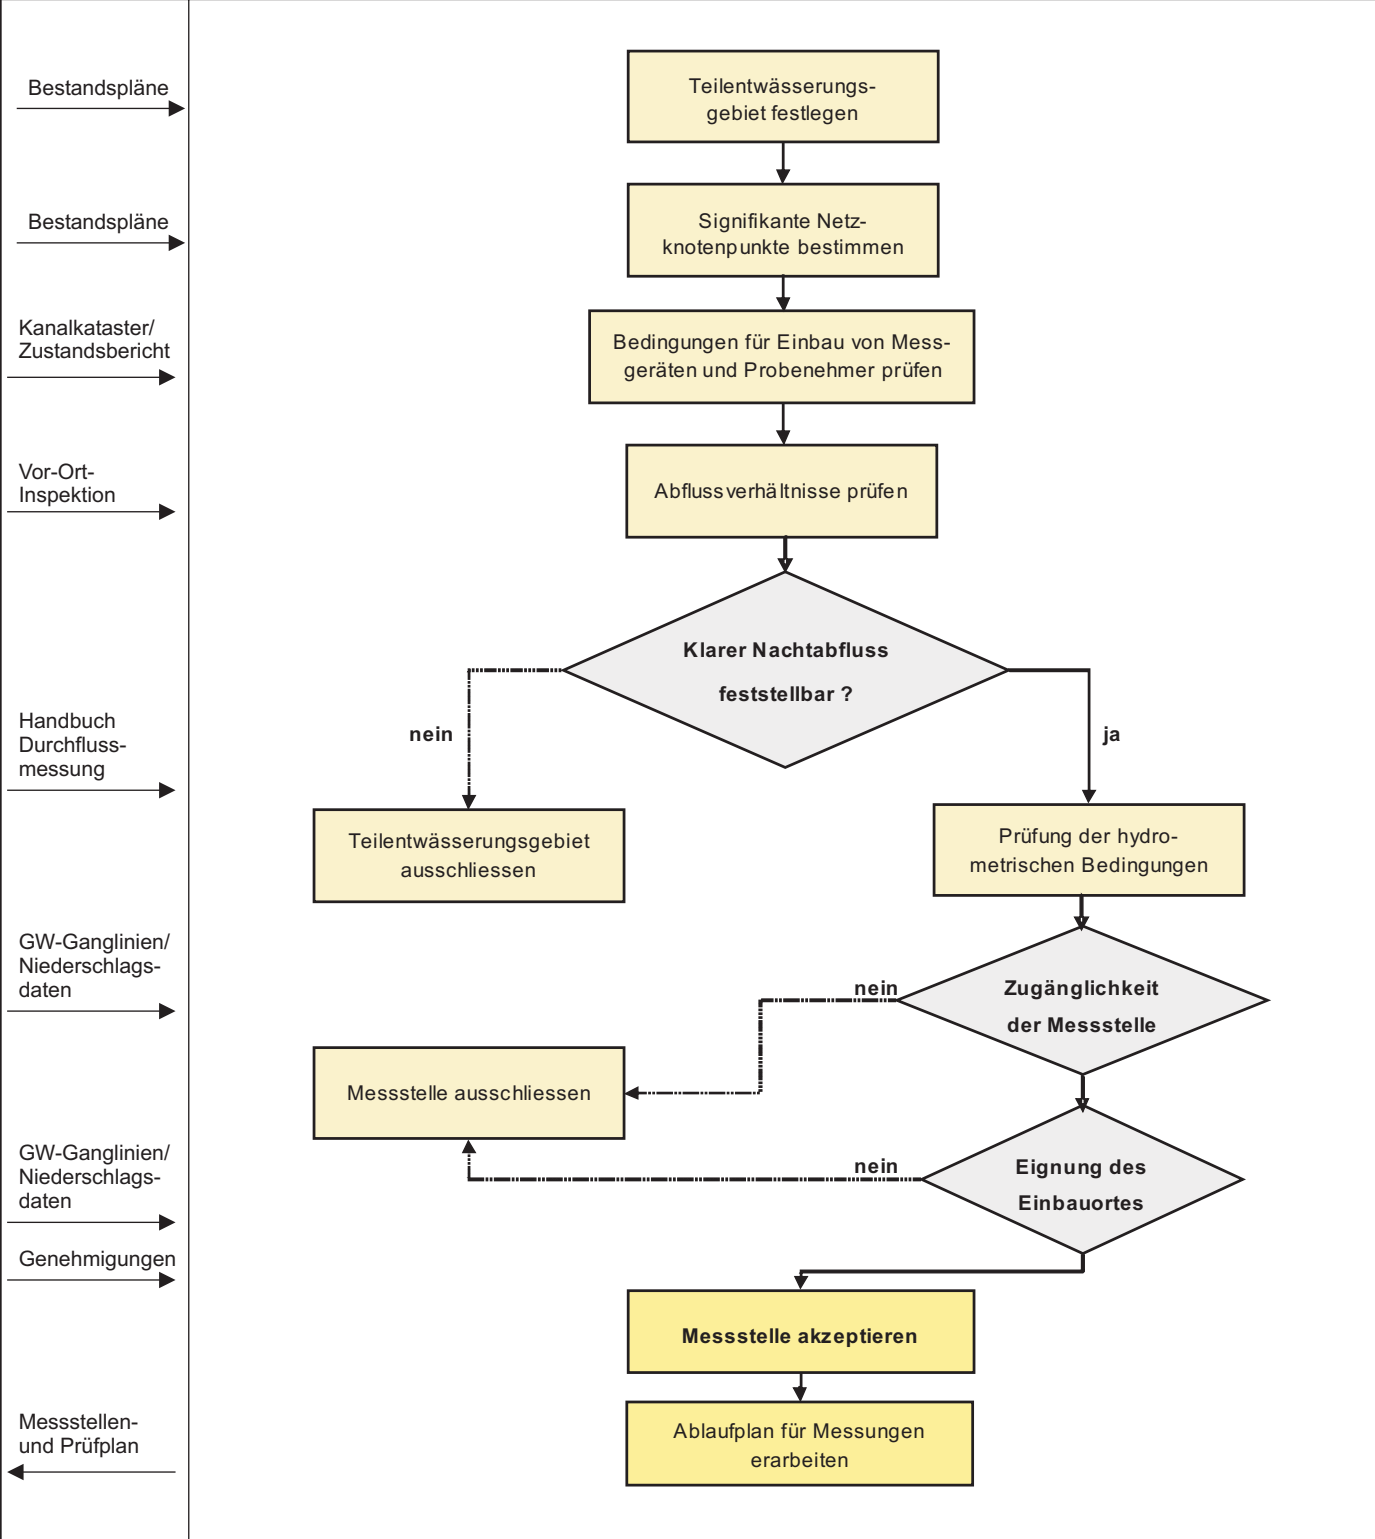 Bestandspläne
Bestandspläne
Kanalkataster/
Zustandsbericht
Vor-Ort-
Inspektion
Handbuch
Durchfluss-
messung
GW-Ganglinien/
Niederschlags-
daten
GW-Ganglinien/
Niederschlags-
daten
Genehmigungen
Messstellen-
und Prüfplan
Teilentwässerungs-
gebiet festlegen
Signifikante Netz-
knotenpunkte bestimmen
Bedingungen für Einbau von Mess-
geräten und Probenehmer prüfen
Abflussverhältnisse prüfen
Klarer Nachtabfluss
feststellbar ?
nein
ja
Teilentwässerungsgebiet
ausschliessen
Prüfung der hydro-
metrischen Bedingungen
nein
Zugänglichkeit
der Messstelle
Messstelle ausschliessen
nein
Eignung des
Einbauortes
Messstelle akzeptieren
Ablaufplan für Messungen
erarbeiten